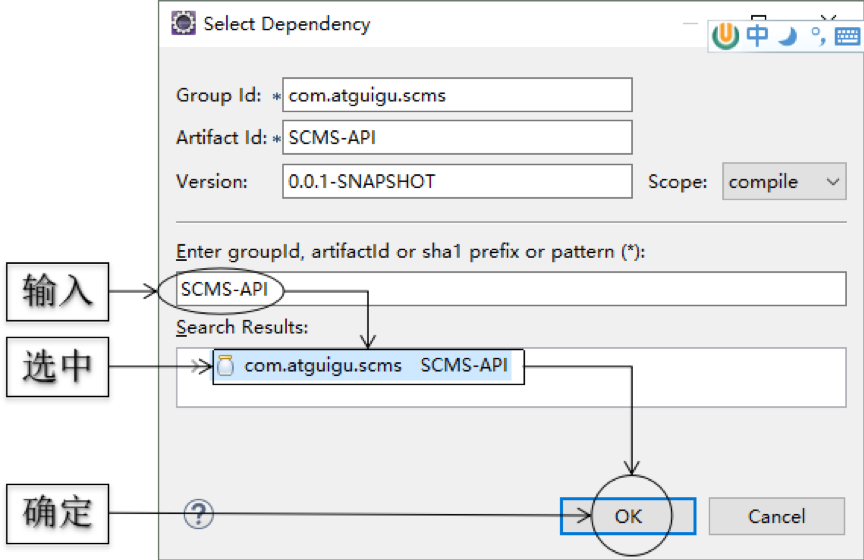 Select Dependency
中
Group Id: * com.atguigu.scms
Artifact Id: * SCMS-API
Version: 0.0.1-SNAPSHOT Scope: compile
Enter groupId, artifactId or sha1 prefix or pattern (*):
输入 SCMS-API
Search Results:
选中 com.atguigu.scms SCMS-API
确定 ? OK Cancel